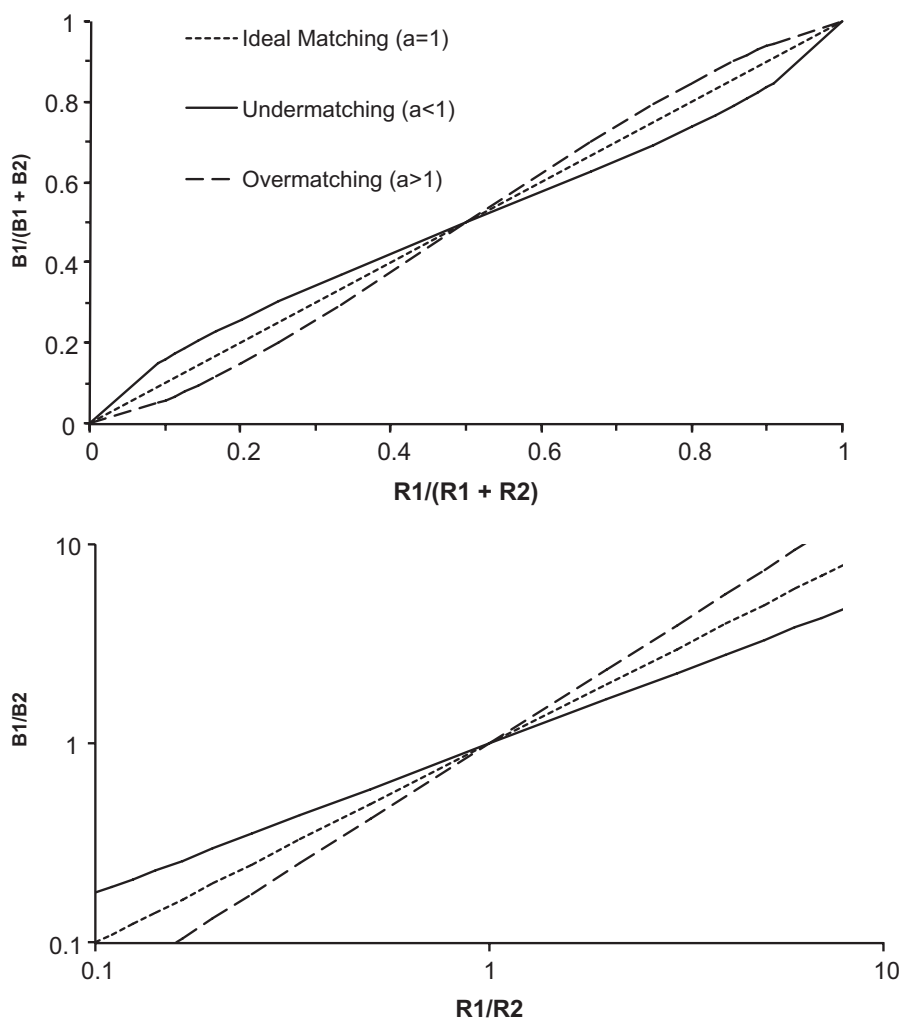 1
Ideal Matching (a=1)
0.8
Undermatching (a<1)
0.6
Overmatching (a>1)
0.4
0.2
0
B1/(B1 + B2)
0 0.2 0.4 0.6 0.8 1
R1/(R1 + R2)
10
1
0.1
B1/B2
0.1 1 10
R1/R2